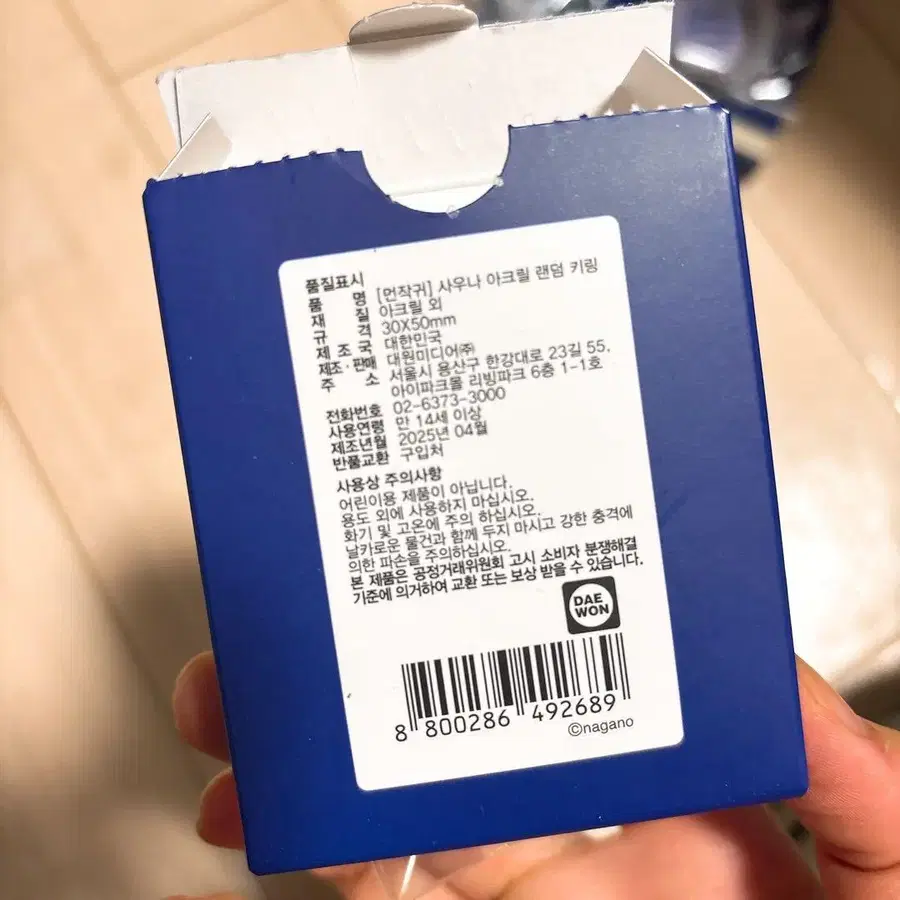 품질표시
품 명 [먼작귀] 사우나 아크릴 랜덤 키링
재 질 아크릴 외
규 격 30X50mm
제 조 국 대한민국
제조·판매 대원미디어㈜
주 소 서울시 용산구 한강대로 23길 55,
아이파크몰 리빙파크 6층 1-1호
전화번호 02-6373-3000
사용연령 만 14세 이상
제조년월 2025년 04월
반품교환 구입처
사용상 주의사항
어린이용 제품이 아닙니다.
용도 외에 사용하지 마십시오.
화기 및 고온에 주의 하십시오.
날카로운 물건과 함께 두지 마시고 강한 충격에
의한 파손을 주의하십시오.
본 제품은 공정거래위원회 고시 소비자 분쟁해결
기준에 의거하여 교환 또는 보상 받을 수 있습니다.
DAE
WON
8 800286 492689
©nagano